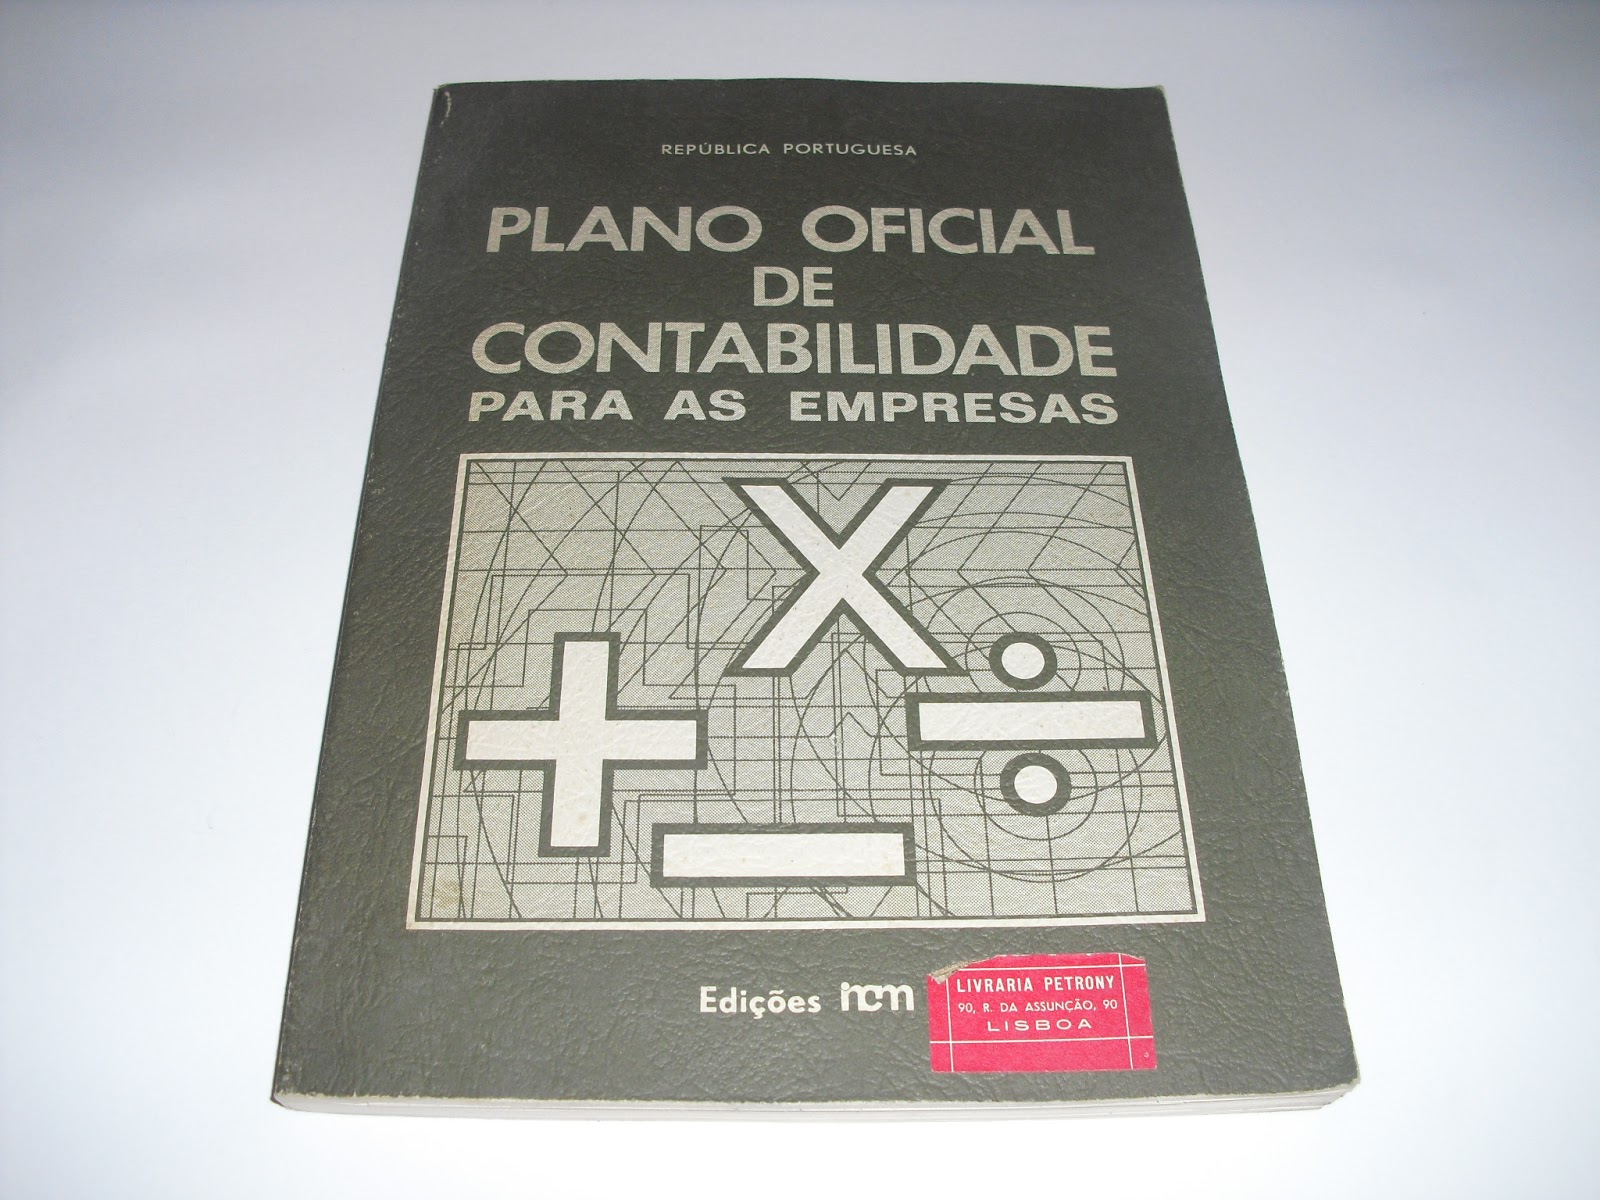 REPÚBLICA PORTUGUESA
PLANO OFICIAL
DE
CONTABILIDADE
PARA AS EMPRESAS
Edições incm
LIVRARIA PETRONY
90, R. DA ASSUNÇÃO, 90
LISBOA